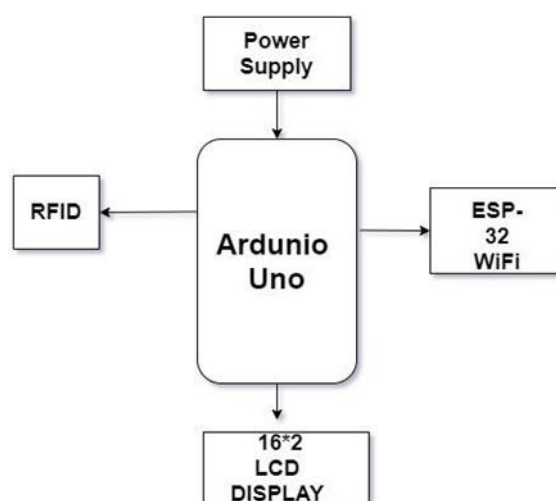 Power
Supply
RFID
Ardunio
Uno
ESP-
32
WiFi
16*2
LCD
DISPLAY